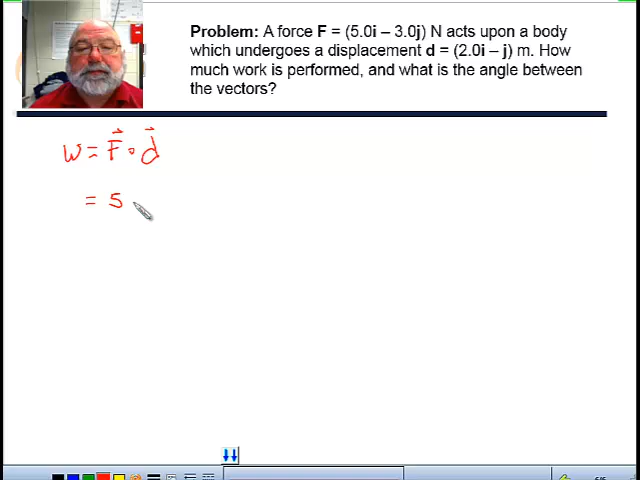 Problem: A force F = (5.0i – 3.0j) N acts upon a body
which undergoes a displacement d = (2.0i – j) m. How
much work is performed, and what is the angle between
the vectors?
W = F⃗ • d⃗
= 5